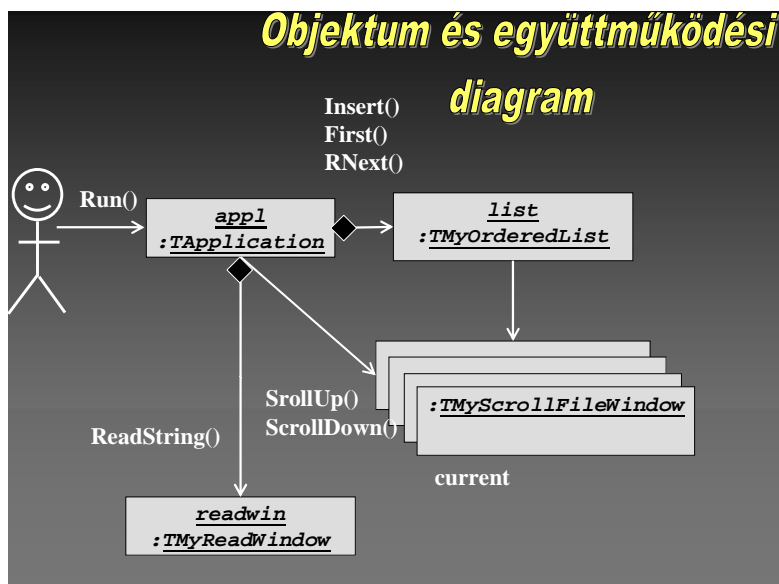 Objektum és együttműködési
diagram
Insert()
First()
RNext()
Run()
appl
:TApplication
list
:TMyOrderedList
SrollUp()
ScrollDown()
:TMyScrollFileWindow
ReadString()
current
readwin
:TMyReadWindow